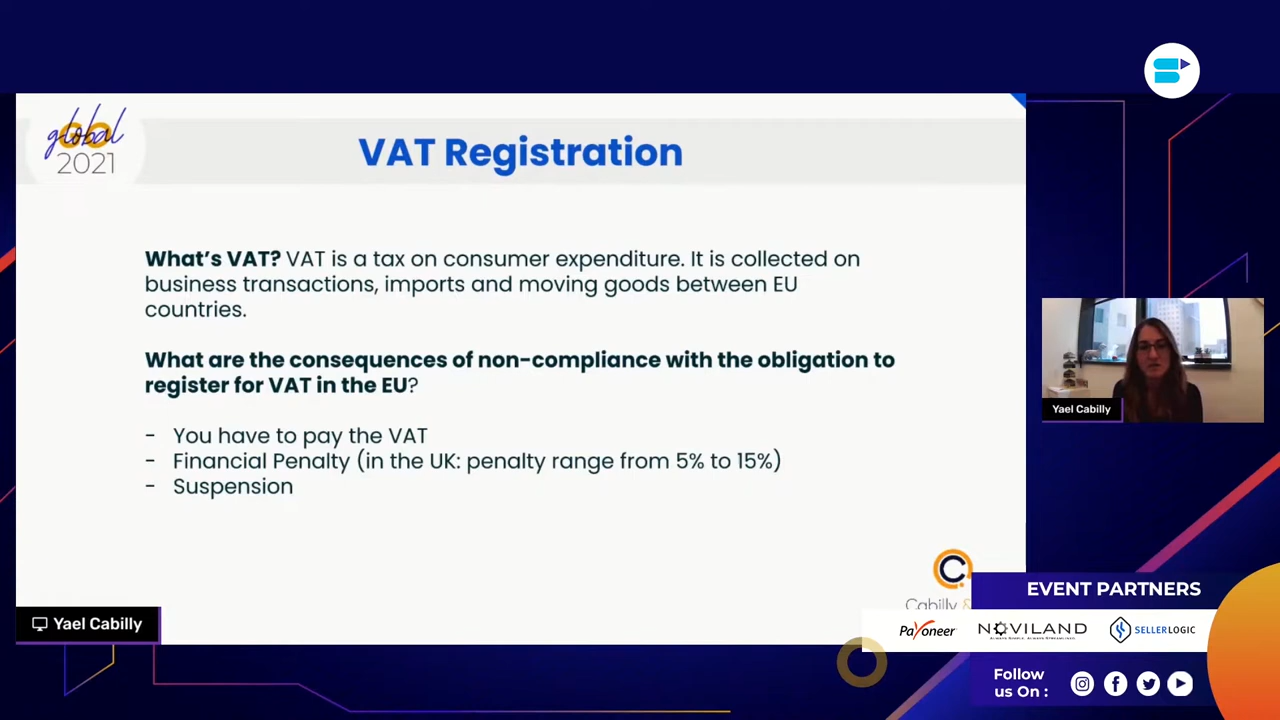 global
2021
VAT Registration
What's VAT? VAT is a tax on consumer expenditure. It is collected on
business transactions, imports and moving goods between EU
countries.
What are the consequences of non-compliance with the obligation to
register for VAT in the EU?
- You have to pay the VAT
- Financial Penalty (in the UK: penalty range from 5% to 15%)
- Suspension
Yael Cabilly
Cabilly &
Yael Cabilly
EVENT PARTNERS
Payoneer
NOVILAND
SELLERLOGIC
Follow
us On :